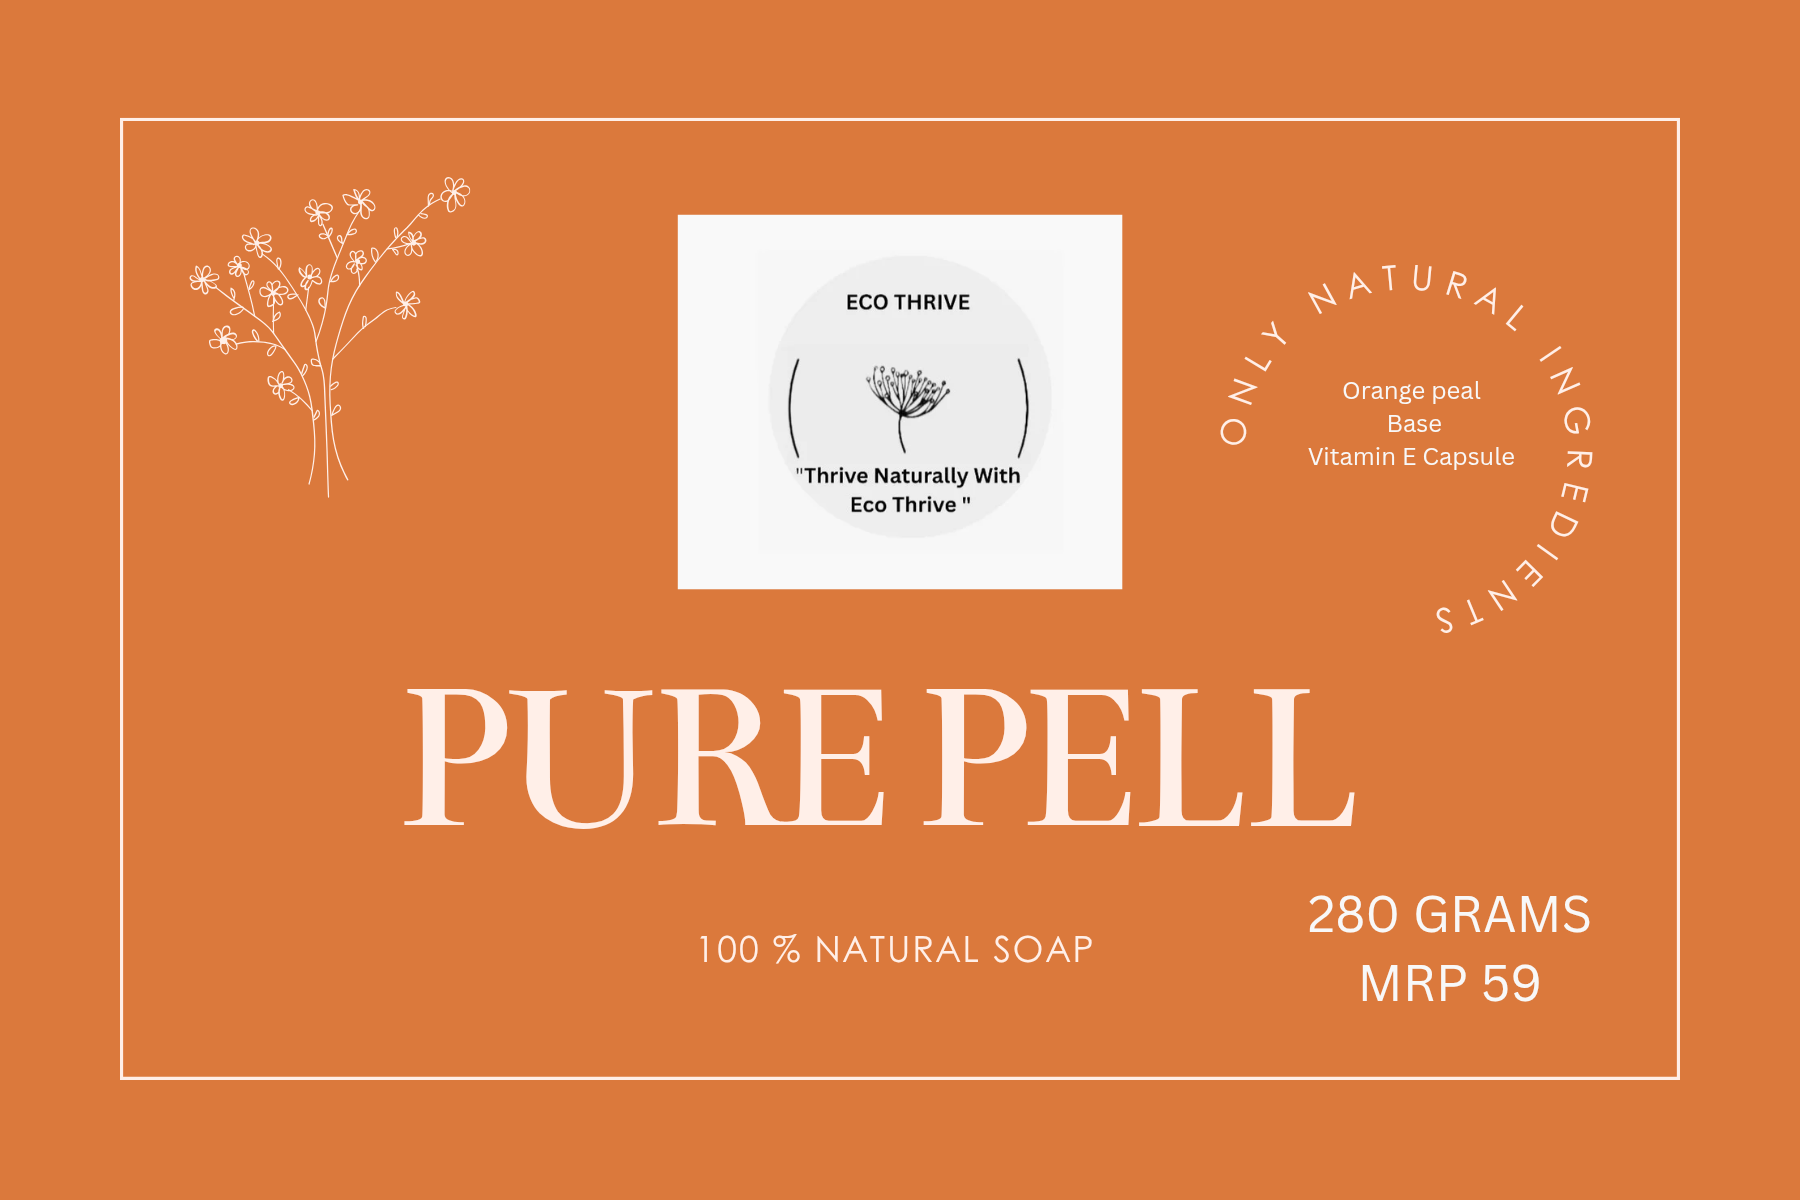 ECO THRIVE
"Thrive Naturally With
Eco Thrive "
ONLY NATURAL INGREDIENTS
Orange peal
Base
Vitamin E Capsule
PURE PELL
100 % NATURAL SOAP
280 GRAMS
MRP 59